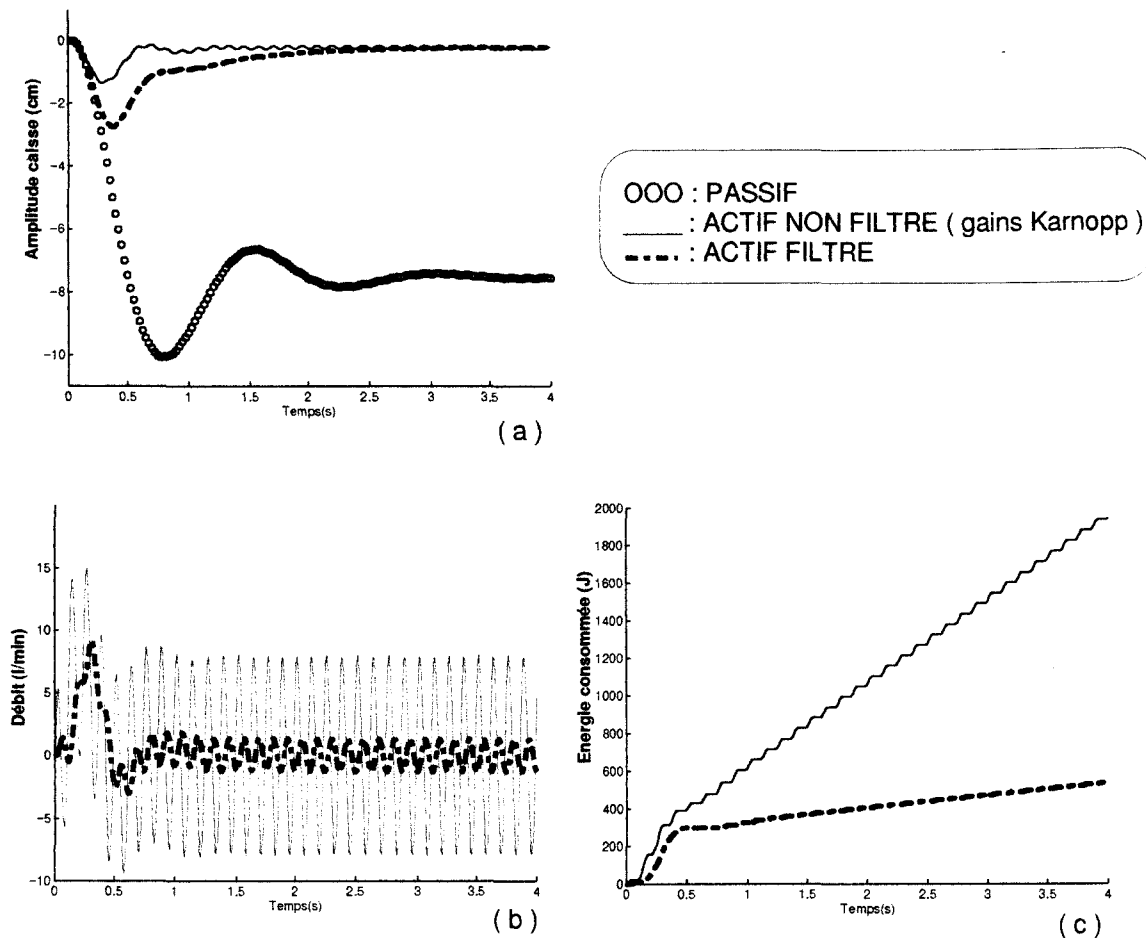 0
-2
-4
-6
-8
-10
Amplitude caisse (cm)
0 0.5 1 1.5 2 2.5 3 3.5 4
Temps(s)
( a )
OOO : PASSIF
: ACTIF NON FILTRE ( gains Karnopp )
: ACTIF FILTRE
15
10
5
0
-5
-10
Débit (l/min)
0 0.5 1 1.5 2 2.5 3 3.5 4
Temps(s)
( b )
2000
1800
1600
1400
1200
1000
800
600
400
200
0
Energie consommée (J)
0 0.5 1 1.5 2 2.5 3 3.5 4
Temps(s)
( c )